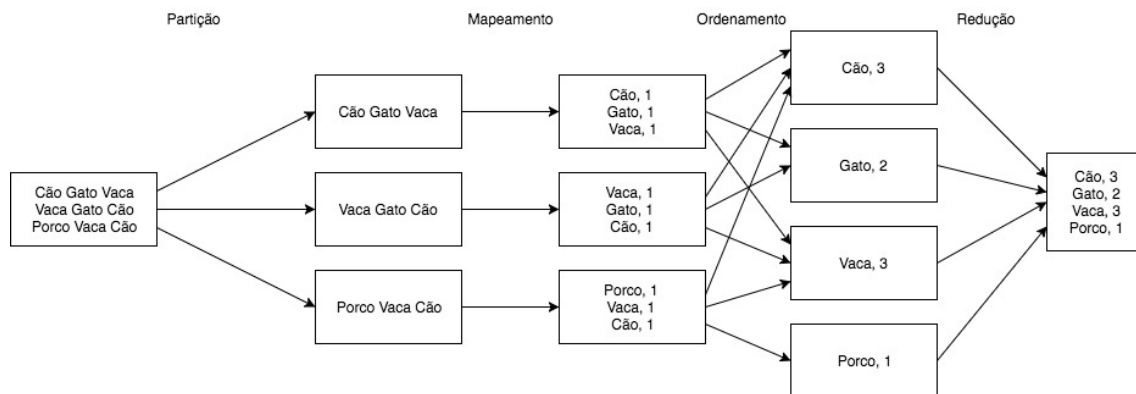 Partição
Mapeamento
Ordenamento
Redução
Cão Gato Vaca
Vaca Gato Cão
Porco Vaca Cão
Cão Gato Vaca
Vaca Gato Cão
Porco Vaca Cão
Cão, 1
Gato, 1
Vaca, 1
Vaca, 1
Gato, 1
Cão, 1
Porco, 1
Vaca, 1
Cão, 1
Cão, 3
Gato, 2
Vaca, 3
Porco, 1
Cão, 3
Gato, 2
Vaca, 3
Porco, 1